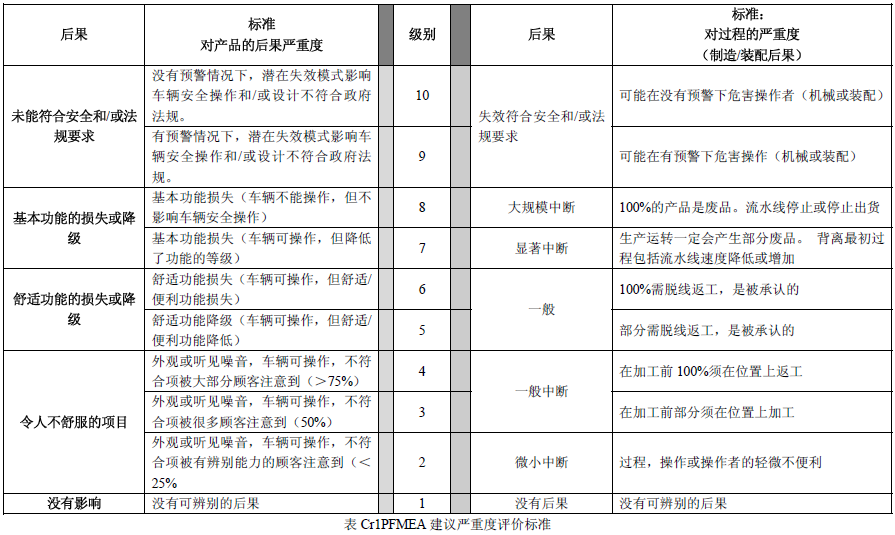 后果
标准
对产品的后果严重度
级别
后果
标准：
对过程的严重度
（制造/装配后果）
未能符合安全和/或法
规要求
没有预警情况下，潜在失效模式影响
车辆安全操作和/或设计不符合政府
法规。
10
失效符合安全和/或法
规要求
可能在没有预警下危害操作者（机械或装配）
有预警情况下，潜在失效模式影响车
辆安全操作和/或设计不符合政府法
规。
9
可能在有预警下危害操作（机械或装配）
基本功能的损失或降
级
基本功能损失（车辆不能操作，但不
影响车辆安全操作）
8
大规模中断
100%的产品是废品。流水线停止或停止出货
基本功能损失（车辆可操作，但降低
了功能的等级）
7
显著中断
生产运转一定会产生部分废品。 背离最初过
程包括流水线速度降低或增加
舒适功能的损失或降
级
舒适功能损失（车辆可操作，但舒适/
便利功能损失）
6
一般
100%需脱线返工，是被承认的
舒适功能降级（车辆可操作，但舒适/
便利功能降低）
5
部分需脱线返工，是被承认的
令人不舒服的项目
外观或听见噪音，车辆可操作，不符
合项被大部分顾客注意到（＞75%）
4
一般中断
在加工前 100%须在位置上返工
外观或听见噪音，车辆可操作，不符
合项被很多顾客注意到（50%）
3
在加工前部分须在位置上加工
外观或听见噪音，车辆可操作，不符
合项被有辨别能力的顾客注意到（＜
25%
2
微小中断
过程，操作或操作者的轻微不便利
没有影响
没有可辨别的后果
1
没有后果
没有可辨别的后果
表 Cr1PFMEA 建议严重度评价标准